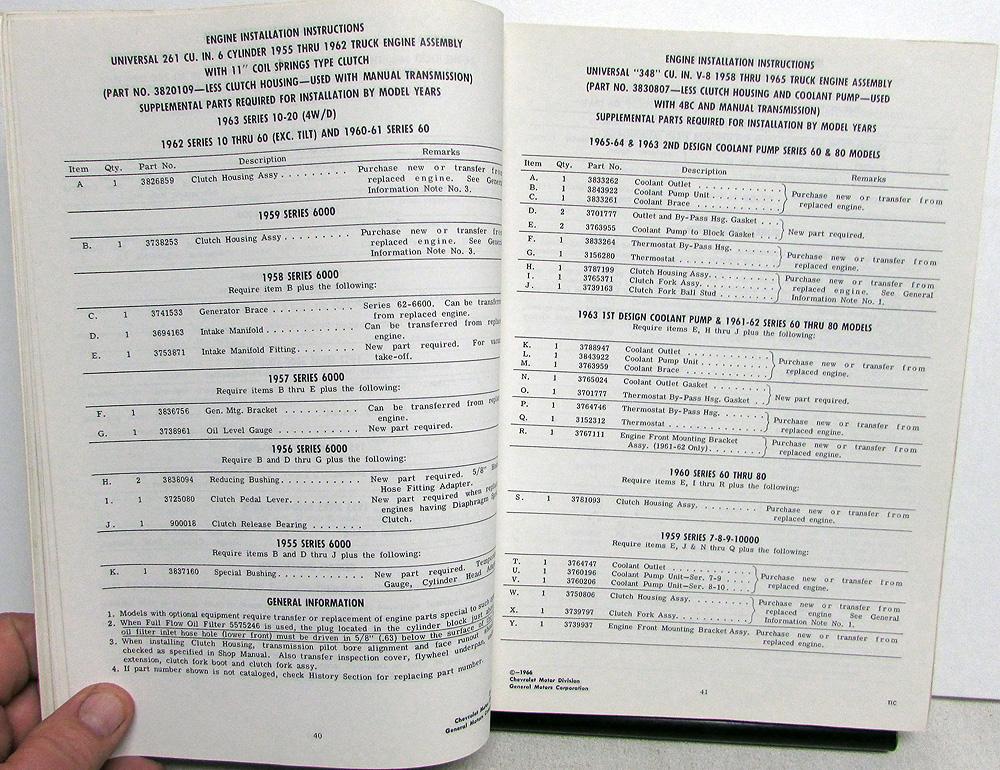 ENGINE INSTALLATION INSTRUCTIONS
UNIVERSAL 261 CU. IN. 6 CYLINDER 1955 THRU 1962 TRUCK ENGINE ASSEMBLY
WITH 11" COIL SPRINGS TYPE CLUTCH
(PART NO. 3820109—LESS CLUTCH HOUSING—USED WITH MANUAL TRANSMISSION)
SUPPLEMENTAL PARTS REQUIRED FOR INSTALLATION BY MODEL YEARS
1963 SERIES 10-20 (4W/D)
1962 SERIES 10 THRU 60 (EXC. TILT) AND 1960-61 SERIES 60
Item Qty. Part No. Description Remarks
A 1 3826859 Clutch Housing Assy . . . . . . . . . Purchase new or transfer from
replaced engine. See General
Information Note No. 3.
1959 SERIES 6000
B. 1 3738253 Clutch Housing Assy . . . . . . . . . Purchase new or transfer from
replaced engine. See General
Information Note No. 3.
1958 SERIES 6000
Require item B plus the following:
C. 1 3741533 Generator Brace . . . . . . . . . . Series 62-6600. Can be transferred
from replaced engine.
D. 1 3694163 Intake Manifold . . . . . . . . . . Can be transferred from replaced
engine.
E. 1 3753871 Intake Manifold Fitting . . . . . . . . New part required. For
take-off.
1957 SERIES 6000
Require items B thru E plus the following:
F. 1 3836756 Gen. Mtg. Bracket . . . . . . . . . . Can be transferred from
engine.
G. 1 3738961 Oil Level Gauge . . . . . . . . . . New part required.
1956 SERIES 6000
Require B and D thru G plus the following:
H. 2 3838094 Reducing Bushing . . . . . . . . . . New part required. 5/8"
Hose Fitting Adapter.
I. 1 3725080 Clutch Pedal Lever . . . . . . . . . New part required when
engines having Diaphragm
Clutch.
J. 1 900018 Clutch Release Bearing . . . . . . .
1955 SERIES 6000
Require items B and D thru J plus the following:
K. 1 3837160 Special Bushing . . . . . . . . . . New part required.
Gauge, Cylinder Head
GENERAL INFORMATION
1. Models with optional equipment require transfer or replacement of engine parts special to such
2. When Full Flow Oil Filter 5575246 is used, the plug located in the cylinder block just
oil filter inlet hose hole (lower front) must be driven in 5/8" (.63) below the surface of
3. When installing Clutch Housing, transmission pilot bore alignment and face runout
checked as specified in Shop Manual. Also transfer inspection cover, flywheel underpan,
extension, clutch fork boot and clutch fork assy.
4. If part number shown is not cataloged, check History Section for replacing part number.
Chevrolet
General Motors
40
ENGINE INSTALLATION INSTRUCTIONS
UNIVERSAL "348" CU. IN. V-8 1958 THRU 1965 TRUCK ENGINE ASSEMBLY
(PART NO. 3830807—LESS CLUTCH HOUSING AND COOLANT PUMP—USED
WITH 4BC AND MANUAL TRANSMISSION)
SUPPLEMENTAL PARTS REQUIRED FOR INSTALLATION BY MODEL YEARS
1965-64 & 1963 2ND DESIGN COOLANT PUMP SERIES 60 & 80 MODELS
Item Qty. Part No. Description Remarks
A. 1 3833262 Coolant Outlet . . . . . . . . . .
B. 1 3843922 Coolant Pump Unit . . . . . . . . Purchase new or transfer from
C. 1 3833261 Coolant Brace . . . . . . . . . . replaced engine.
D. 2 3701777 Outlet and By-Pass Hsg. Gasket . . . .
E. 2 3763955 Coolant Pump to Block Gasket . . . New part required.
F. 1 3833264 Thermostat By-Pass Hsg. . . . . . . Purchase new or transfer from
G. 1 3156280 Thermostat . . . . . . . . . . . replaced engine.
H. 1 3787199 Clutch Housing Assy. . . . . . . . Purchase new or transfer from
I. 1 3765371 Clutch Fork Assy. . . . . . . . . replaced engine. See General
J. 1 3739163 Clutch Fork Ball Stud . . . . . . . Information Note No. 1.
1963 1ST DESIGN COOLANT PUMP & 1961-62 SERIES 60 THRU 80 MODELS
Require items E, H thru J plus the following:
K. 1 3788947 Coolant Outlet . . . . . . . . . .
L. 1 3843922 Coolant Pump Unit . . . . . . . . Purchase new or transfer from
M. 1 3763959 Coolant Brace . . . . . . . . . . replaced engine.
N. 1 3765024 Coolant Outlet Gasket . . . . . . .
O. 1 3701777 Thermostat By-Pass Hsg. Gasket . . . New part required.
P. 1 3764746 Thermostat By-Pass Hsg. . . . . . . Purchase new or transfer from
Q. 1 3152312 Thermostat . . . . . . . . . . . replaced engine.
R. 1 3767111 Engine Front Mounting Bracket Purchase new or transfer from
Assy. (1961-62 Only) . . . . . . . . replaced engine.
1960 SERIES 60 THRU 80
Require items E, I thru R plus the following:
S. 1 3781093 Clutch Housing Assy. . . . . . . . Purchase new or transfer from
replaced engine.
1959 SERIES 7-8-9-10000
Require items E, J & N thru Q plus the following:
T. 1 3764747 Coolant Outlet . . . . . . . . . .
U. 1 3760196 Coolant Pump Unit—Ser. 7-9 . . . . Purchase new or transfer from
V. 1 3760206 Coolant Pump Unit—Ser. 8-10 . . . . replaced engine.
W. 1 3750806 Clutch Housing Assy. . . . . . . . Purchase new or transfer from
replaced engine. See General
X. 1 3739797 Clutch Fork Assy. . . . . . . . . Information Note No. 1.
Y. 1 3739937 Engine Front Mounting Bracket Assy. Purchase new or transfer from
replaced engine.
©—1966
Chevrolet Motor Division
General Motors Corporation
41